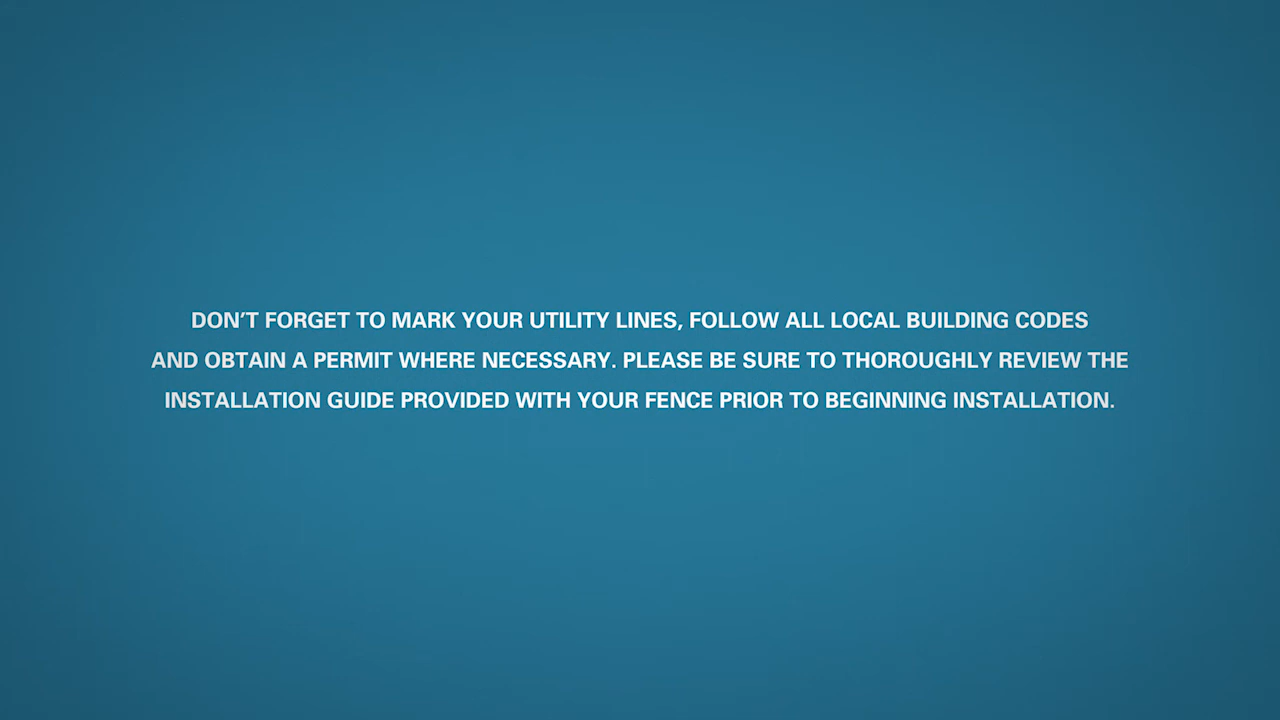 DON’T FORGET TO MARK YOUR UTILITY LINES, FOLLOW ALL LOCAL BUILDING CODES
AND OBTAIN A PERMIT WHERE NECESSARY. PLEASE BE SURE TO THOROUGHLY REVIEW THE
INSTALLATION GUIDE PROVIDED WITH YOUR FENCE PRIOR TO BEGINNING INSTALLATION.